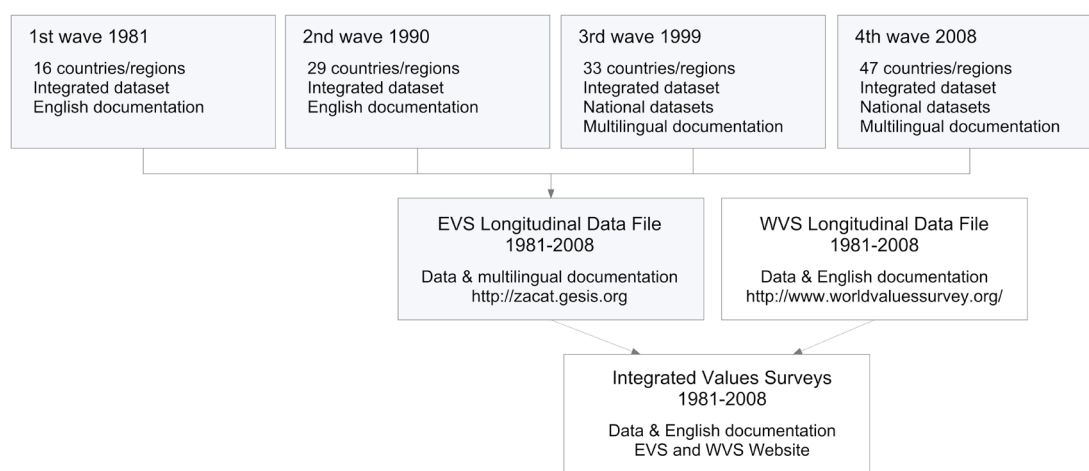 1st wave 1981
16 countries/regions
Integrated dataset
English documentation
2nd wave 1990
29 countries/regions
Integrated dataset
English documentation
3rd wave 1999
33 countries/regions
Integrated dataset
National datasets
Multilingual documentation
4th wave 2008
47 countries/regions
Integrated dataset
National datasets
Multilingual documentation
EVS Longitudinal Data File
1981-2008
Data & multilingual documentation
http://zacat.gesis.org
WVS Longitudinal Data File
1981-2008
Data & English documentation
http://www.worldvaluessurvey.org/
Integrated Values Surveys
1981-2008
Data & English documentation
EVS and WVS Website